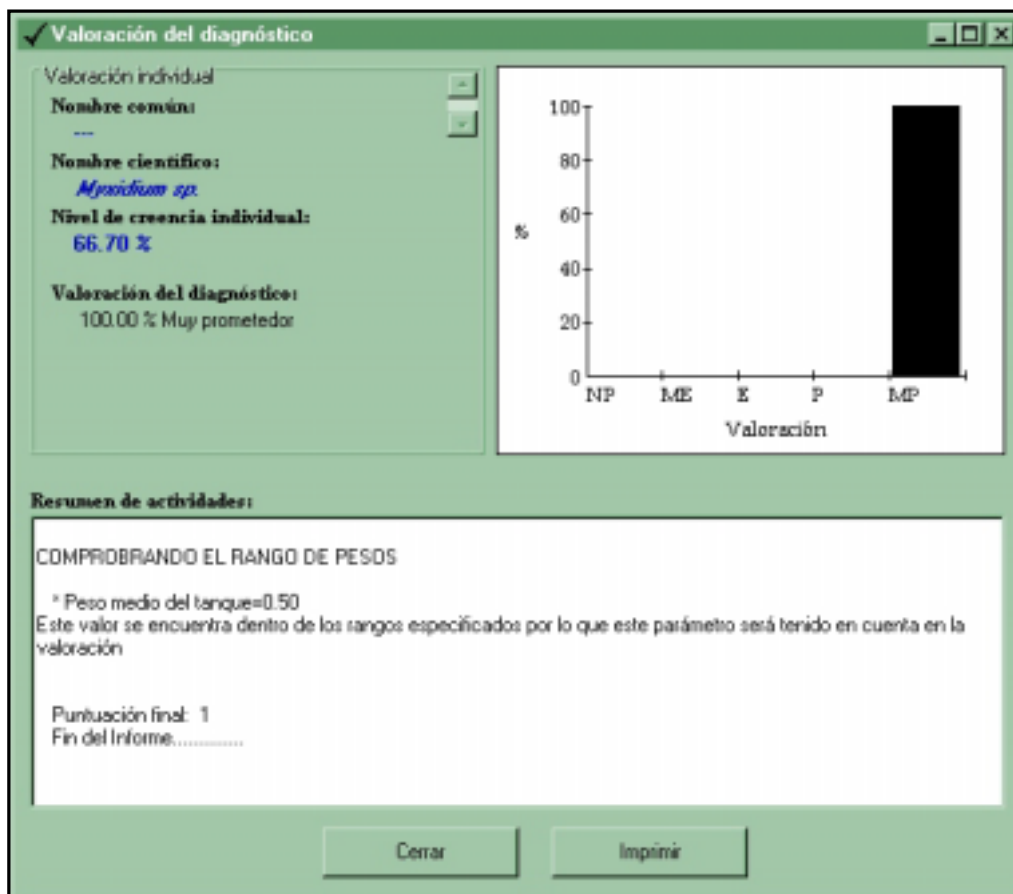 Valoración del diagnóstico
Valoración individual
Nombre común:
---
Nombre científico:
Myxidium sp.
Nivel de creencia individual:
66.70 %
Valoración del diagnóstico:
100.00 % Muy prometedor
100
80
60
%
40
20
0
NP ME E P MP
Valoración
Resumen de actividades:
COMPROBRANDO EL RANGO DE PESOS
* Peso medio del tanque=0.50
Este valor se encuentra dentro de los rangos especificados por lo que este parámetro será tenido en cuenta en la
valoración
Puntuación final: 1
Fin del Informe..............
Cerrar Imprimir